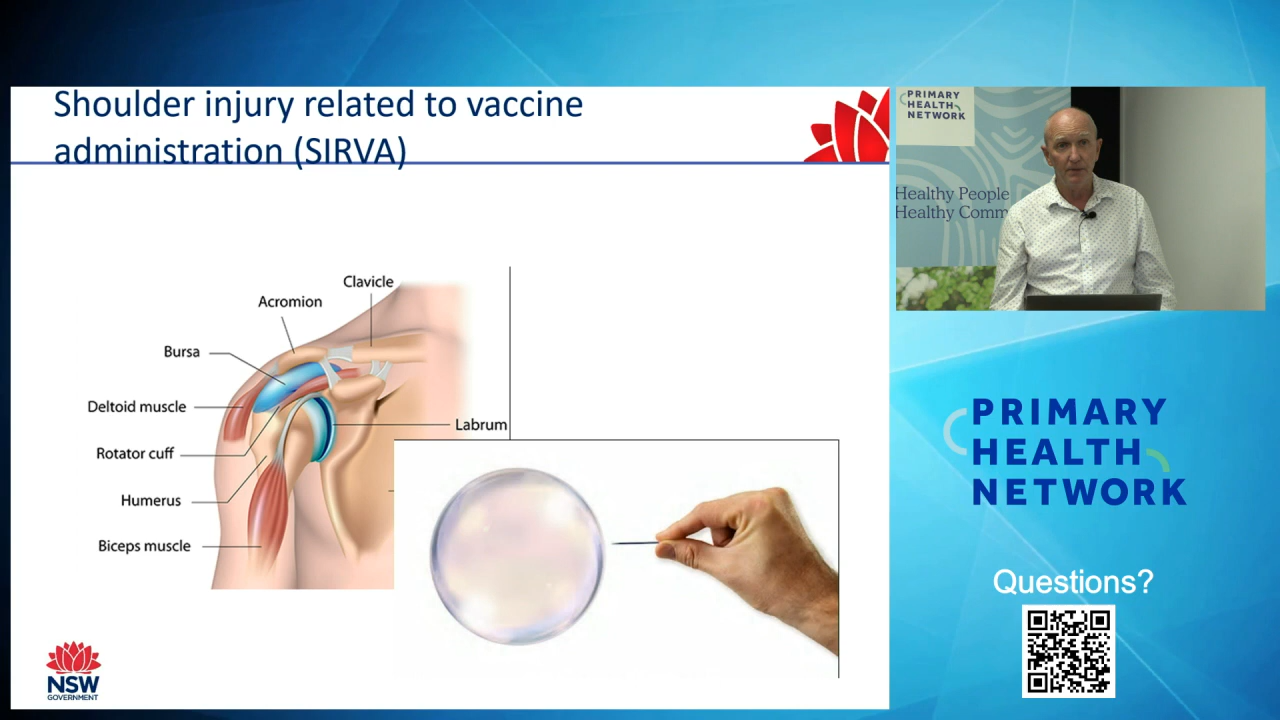 Shoulder injury related to vaccine
administration (SIRVA)
Clavicle
Acromion
Bursa
Deltoid muscle
Labrum
Rotator cuff
Humerus
Biceps muscle
NSW
GOVERNMENT
PRIMARY
HEALTH
NETWORK
Healthy People
Healthy Comm
PRIMARY
HEALTH
NETWORK
Questions?